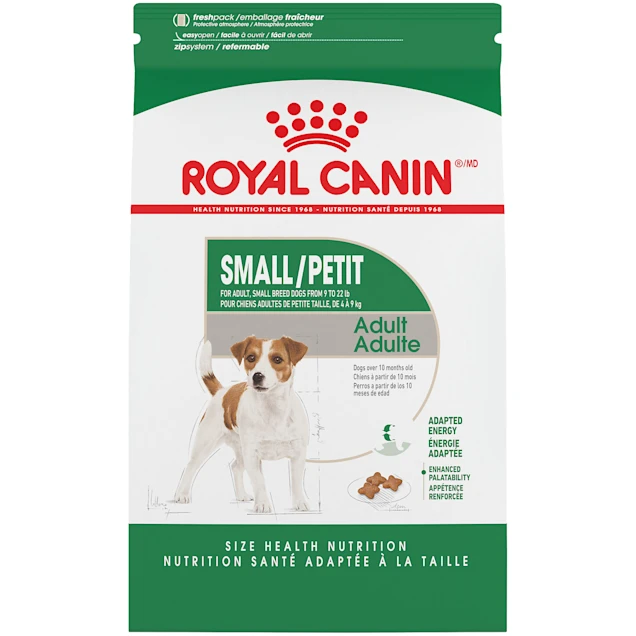 freshpack / emballage fraîcheur
Protective atmosphere / Atmosphère protectrice
easyopen / facile à ouvrir / fácil de abrir
zipsystem / refermable
ROYAL CANIN ®/MD
HEALTH NUTRITION SINCE 1968 - NUTRITION SANTÉ DEPUIS 1968
SMALL/PETIT
FOR ADULT, SMALL BREED DOGS FROM 9 TO 22 lb
POUR CHIENS ADULTES DE PETITE TAILLE, DE 4 À 9 kg
Adult
Adulte
Dogs over 10 months old
Chiens à partir de 10 mois
Perros a partir de los 10
meses de edad
ADAPTED
ENERGY
ÉNERGIE
ADAPTÉE
ENHANCED
PALATABILITY
APPÉTENCE
RENFORCÉE
SIZE HEALTH NUTRITION
NUTRITION SANTÉ ADAPTÉE À LA TAILLE